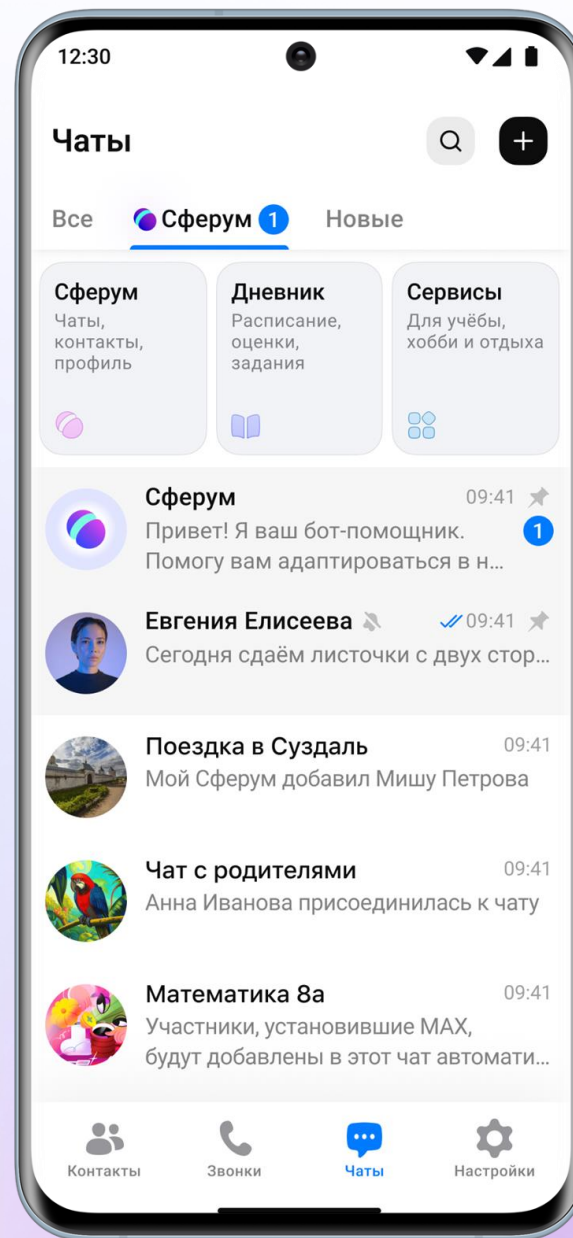 12:30
Чаты
Все Сферум 1 Новые
Сферум
Чаты,
контакты,
профиль
Дневник
Расписание,
оценки,
задания
Сервисы
Для учёбы,
хобби и отдыха
Сферум 09:41
Привет! Я ваш бот-помощник. 1
Помогу вам адаптироваться в н...
Евгения Елисеева 09:41
Сегодня сдаём листочки с двух стор...
Поездка в Суздаль 09:41
Мой Сферум добавил Мишу Петрова
Чат с родителями 09:41
Анна Иванова присоединилась к чату
Математика 8а 09:41
Участники, установившие MAX,
будут добавлены в этот чат автомати...
Контакты Звонки Чаты Настройки